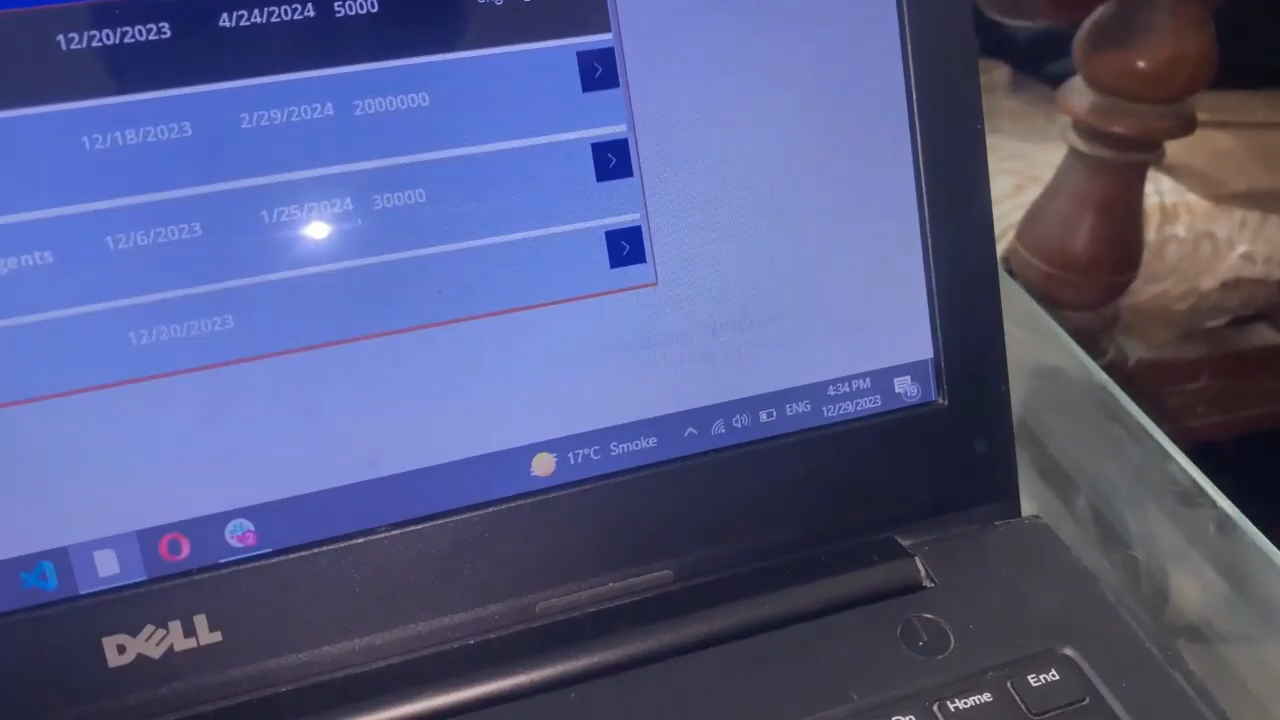 12/20/2023 4/24/2024 5000
12/18/2023 2/29/2024 2000000
gents 12/6/2023 1/25/2024 30000
12/20/2023
17°C Smoke
ENG
4:34 PM
12/29/2023
19
DELL
Home
End